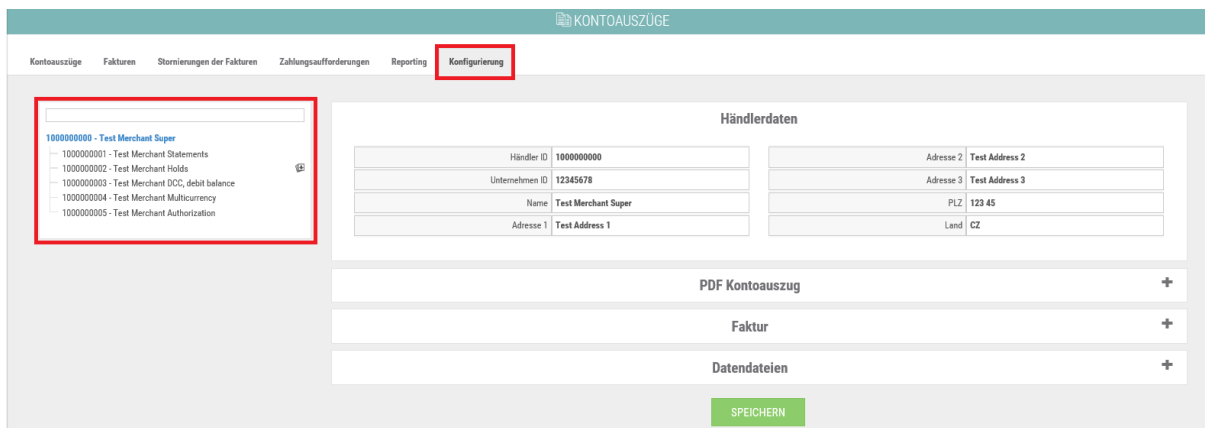 KONTOAUSZÜGE
Kontoauszüge Fakturen Stornierungen der Fakturen Zahlungsaufforderungen Reporting Konfigurierung
1000000000 - Test Merchant Super
1000000001 - Test Merchant Statements
1000000002 - Test Merchant Holds
1000000003 - Test Merchant DCC, debit balance
1000000004 - Test Merchant Multicurrency
1000000005 - Test Merchant Authorization
Händlerdaten
Händler ID 1000000000
Unternehmen ID 12345678
Name Test Merchant Super
Adresse 1 Test Address 1
Adresse 2 Test Address 2
Adresse 3 Test Address 3
PLZ 123 45
Land CZ
PDF Kontoauszug
Faktur
Datendateien
SPEICHERN